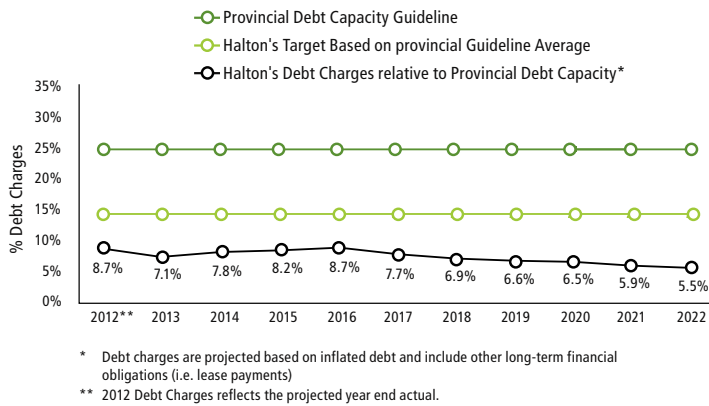 Provincial Debt Capacity Guideline
Halton's Target Based on provincial Guideline Average
Halton's Debt Charges relative to Provincial Debt Capacity*
35%
30%
25%
20%
15%
10%
5%
0%
% Debt Charges
8.7% 7.1% 7.8% 8.2% 8.7% 7.7% 6.9% 6.6% 6.5% 5.9% 5.5%
2012** 2013 2014 2015 2016 2017 2018 2019 2020 2021 2022
* Debt charges are projected based on inflated debt and include other long-term financial
obligations (i.e. lease payments)
** 2012 Debt Charges reflects the projected year end actual.